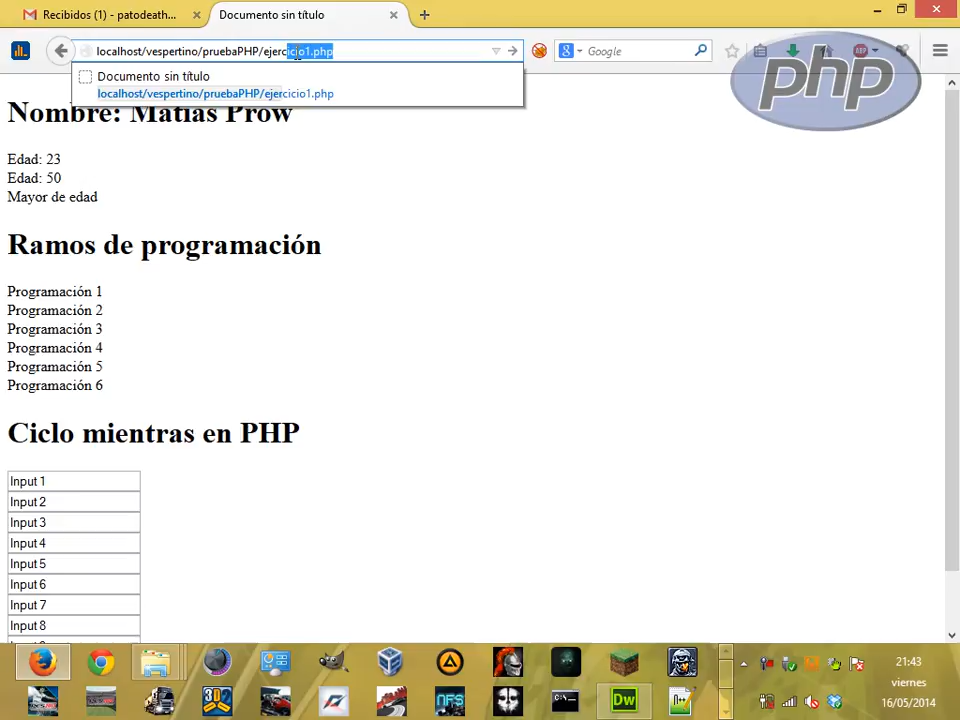 Recibidos (1) - patodeath...
Documento sin título
localhost/vespertino/pruebaPHP/ejercicio1.php
Google
Documento sin título
localhost/vespertino/pruebaPHP/ejercicio1.php
php
Nombre: Matias Prow
Edad: 23
Edad: 50
Mayor de edad
Ramos de programación
Programación 1
Programación 2
Programación 3
Programación 4
Programación 5
Programación 6
Ciclo mientras en PHP
Input 1
Input 2
Input 3
Input 4
Input 5
Input 6
Input 7
Input 8
21:43
viernes
16/05/2014